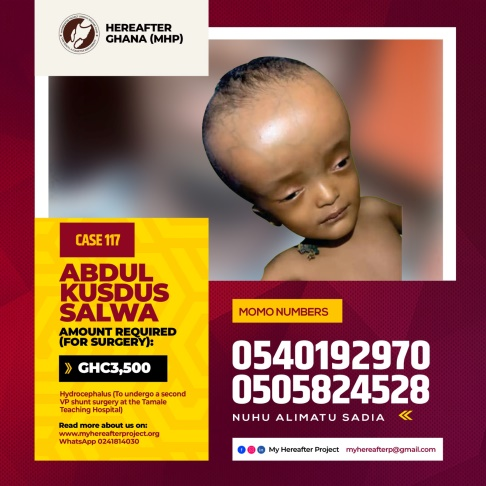 HEREAFTER
GHANA (MHP)
CASE 117
ABDUL
KUSDUS
SALWA
AMOUNT REQUIRED
(FOR SURGERY):
GHC3,500
Hydrocephalus (To undergo a second
VP shunt surgery at the Tamale
Teaching Hospital)
Read more about us on:
www.myhereafterproject.org
WhatsApp 0241814030
MOMO NUMBERS
0540192970
0505824528
NUHU ALIMATU SADIA
My Hereafter Project myhereafterp@gmail.com